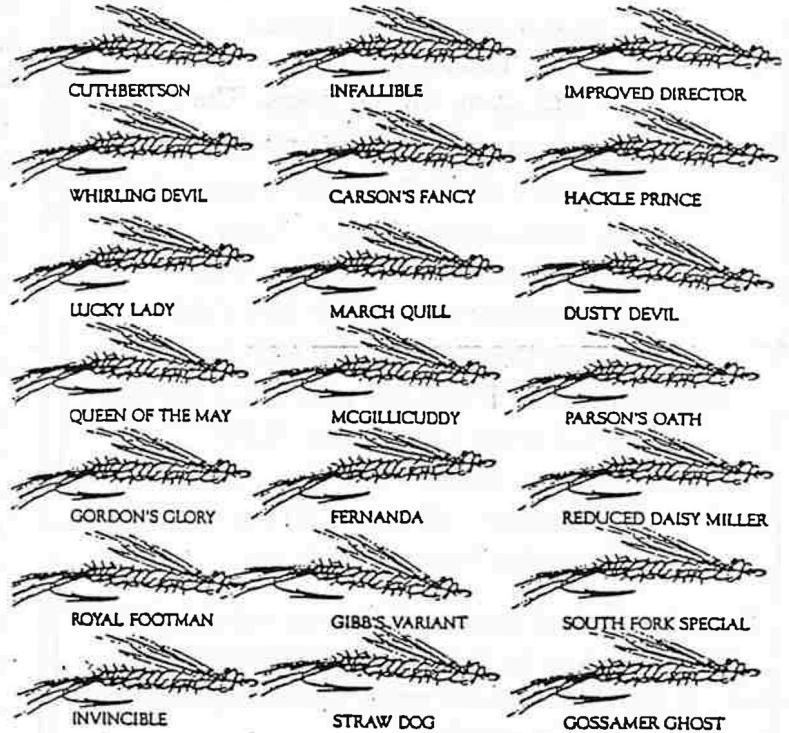 CUTHBERTSON
INFALLIBLE
IMPROVED DIRECTOR
WHIRLING DEVIL
CARSON'S FANCY
HACKLE PRINCE
LUCKY LADY
MARCH QUILL
DUSTY DEVIL
QUEEN OF THE MAY
MCGILLICUDDY
PARSON'S OATH
GORDON'S GLORY
FERNANDA
REDUCED DAISY MILLER
ROYAL FOOTMAN
GIBB'S VARIANT
SOUTH FORK SPECIAL
INVINCIBLE
STRAW DOG
GOSSAMER GHOST